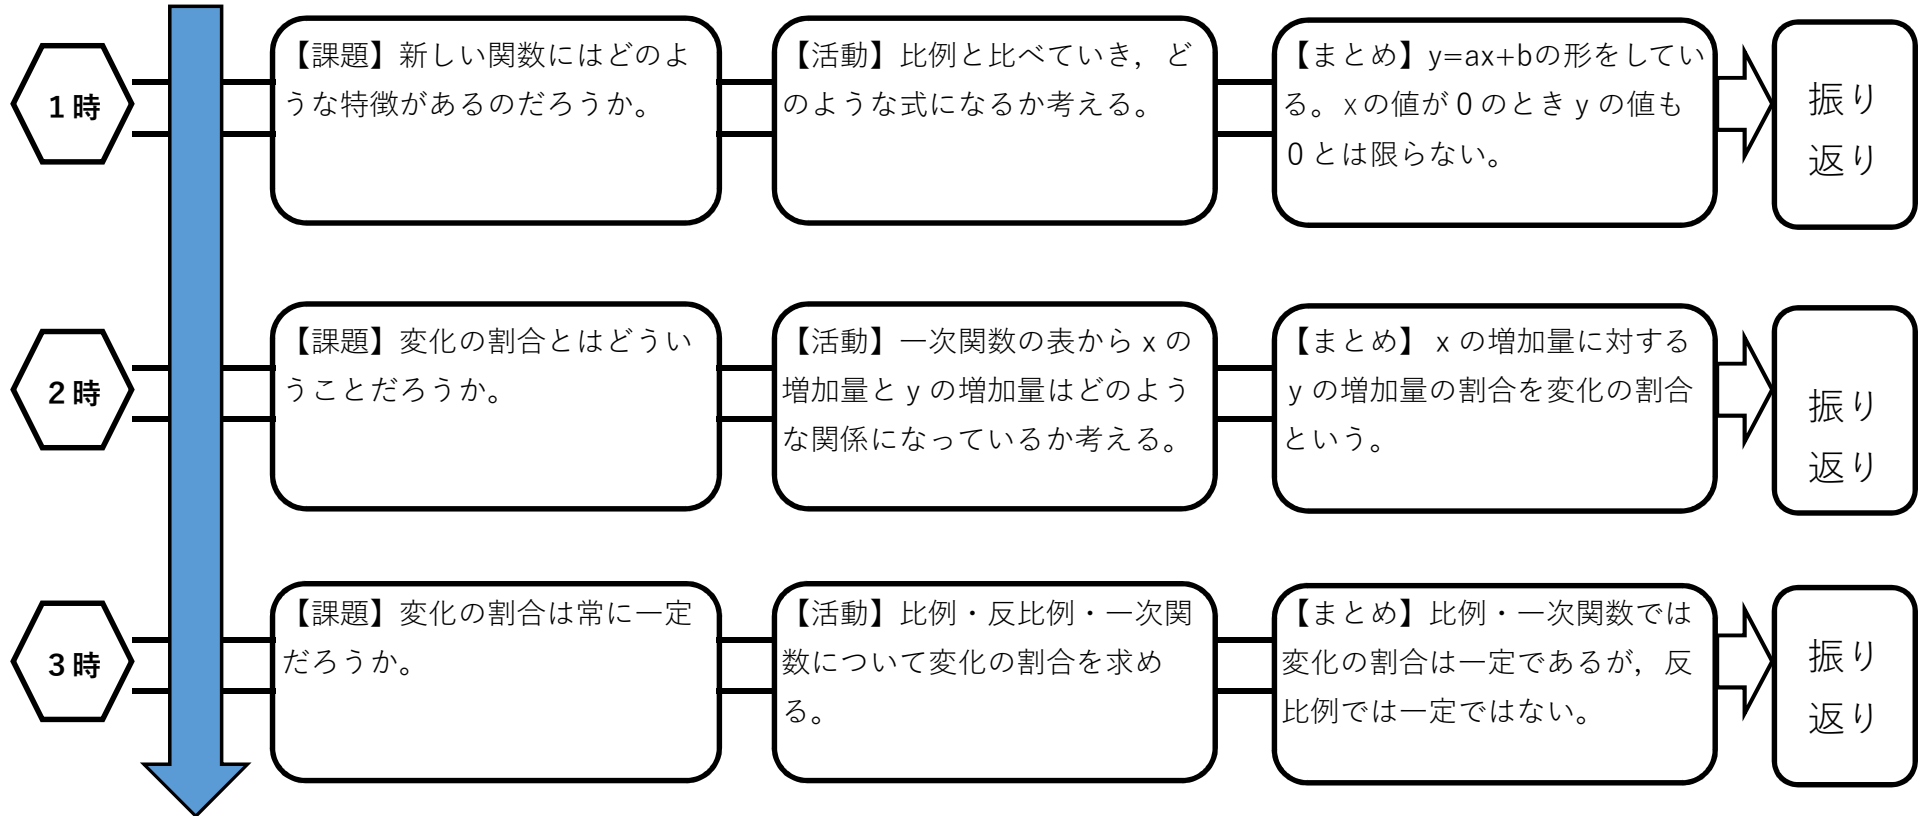 1時
【課題】新しい関数にはどのよ
うな特徴があるのだろうか。
【活動】比例と比べていき，ど
のような式になるか考える。
【まとめ】y=ax+bの形をしてい
る。xの値が０のときｙの値も
０とは限らない。
振り
返り
2時
【課題】変化の割合とはどうい
うことだろうか。
【活動】一次関数の表からｘの
増加量とｙの増加量はどのよう
な関係になっているか考える。
【まとめ】ｘの増加量に対する
ｙの増加量の割合を変化の割合
という。
振り
返り
3時
【課題】変化の割合は常に一定
だろうか。
【活動】比例・反比例・一次関
数について変化の割合を求め
る。
【まとめ】比例・一次関数では
変化の割合は一定であるが，反
比例では一定ではない。
振り
返り